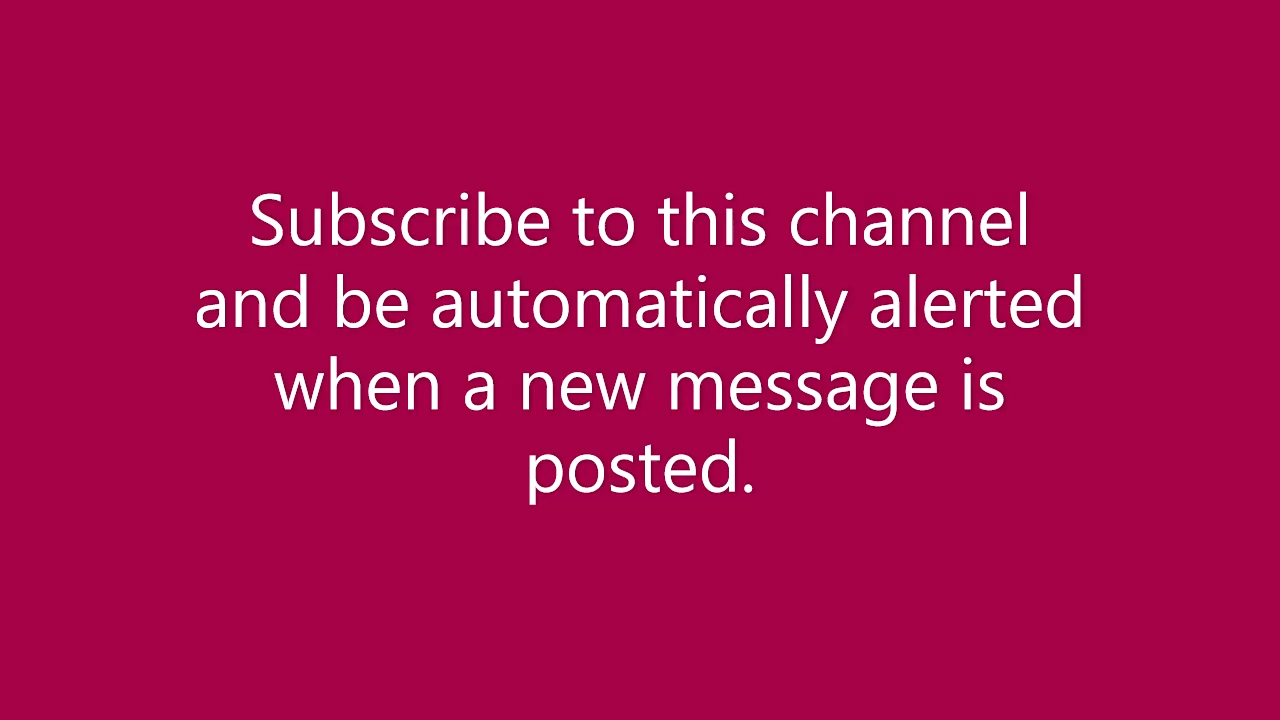 Subscribe to this channel
and be automatically alerted
when a new message is
posted.